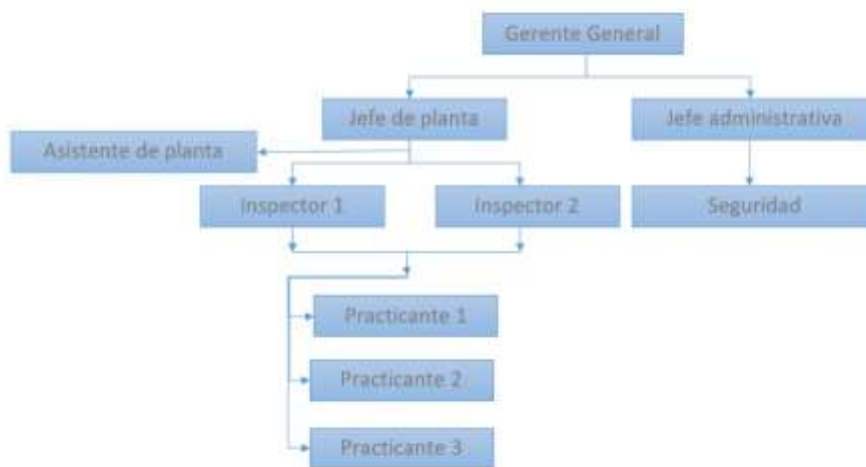 Gerente General
Jefe de planta
Jefe administrativa
Asistente de planta
Inspector 1
Inspector 2
Seguridad
Practicante 1
Practicante 2
Practicante 3